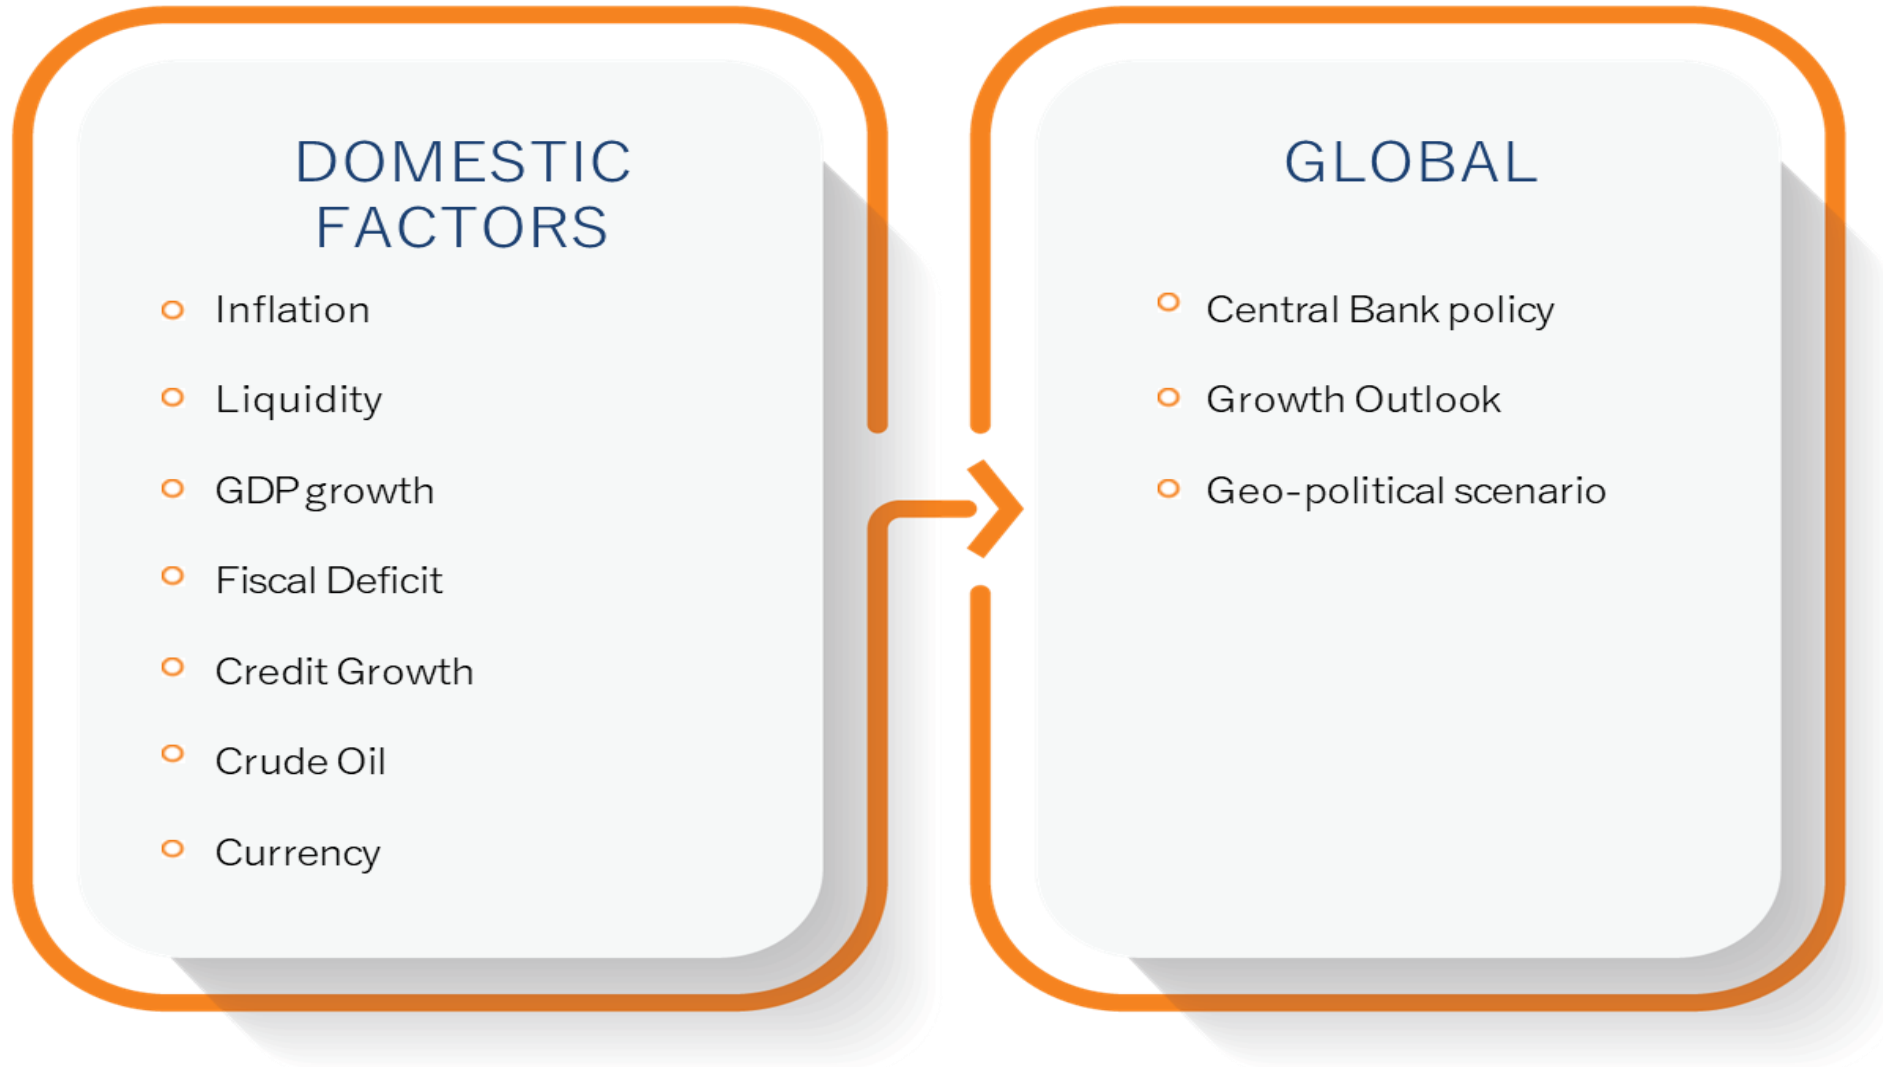 DOMESTIC
FACTORS
Inflation
Liquidity
GDP growth
Fiscal Deficit
Credit Growth
Crude Oil
Currency
GLOBAL
Central Bank policy
Growth Outlook
Geo-political scenario